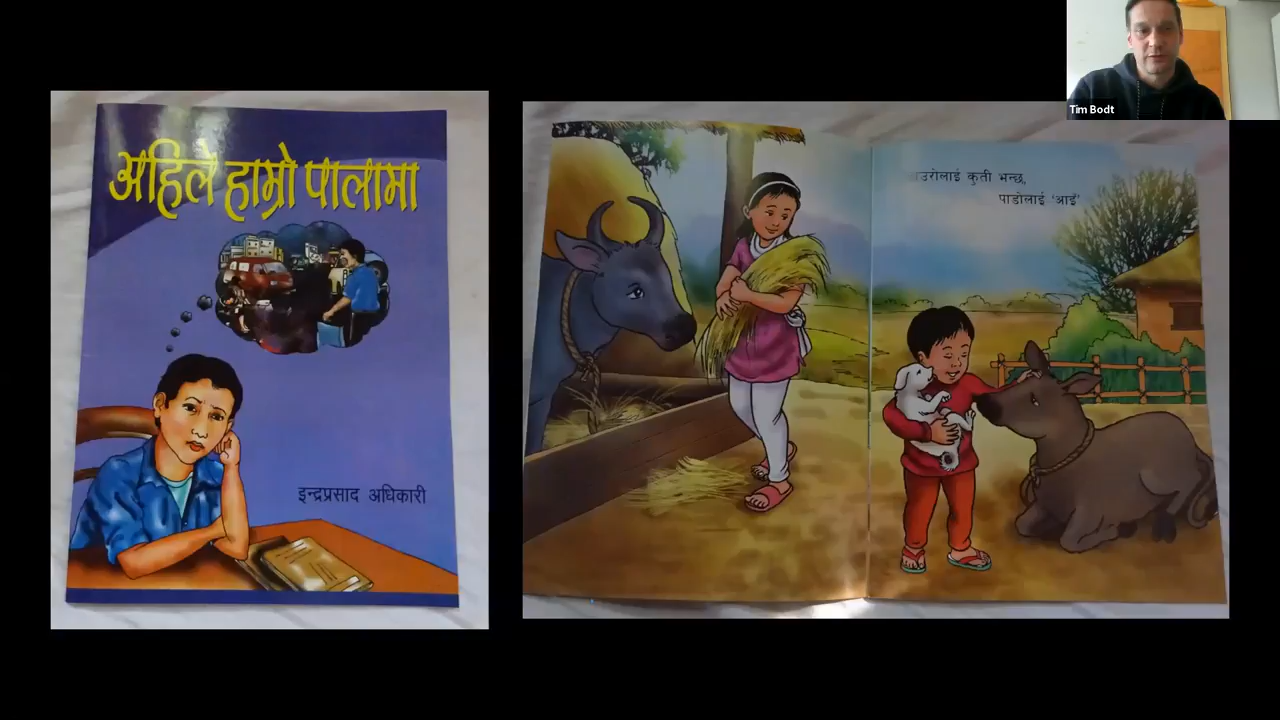 अहिले हाम्रो पालामा
इन्द्रप्रसाद अधिकारी
कुती भन्छ,
पाडोलाई 'आई'
Tim Bodt